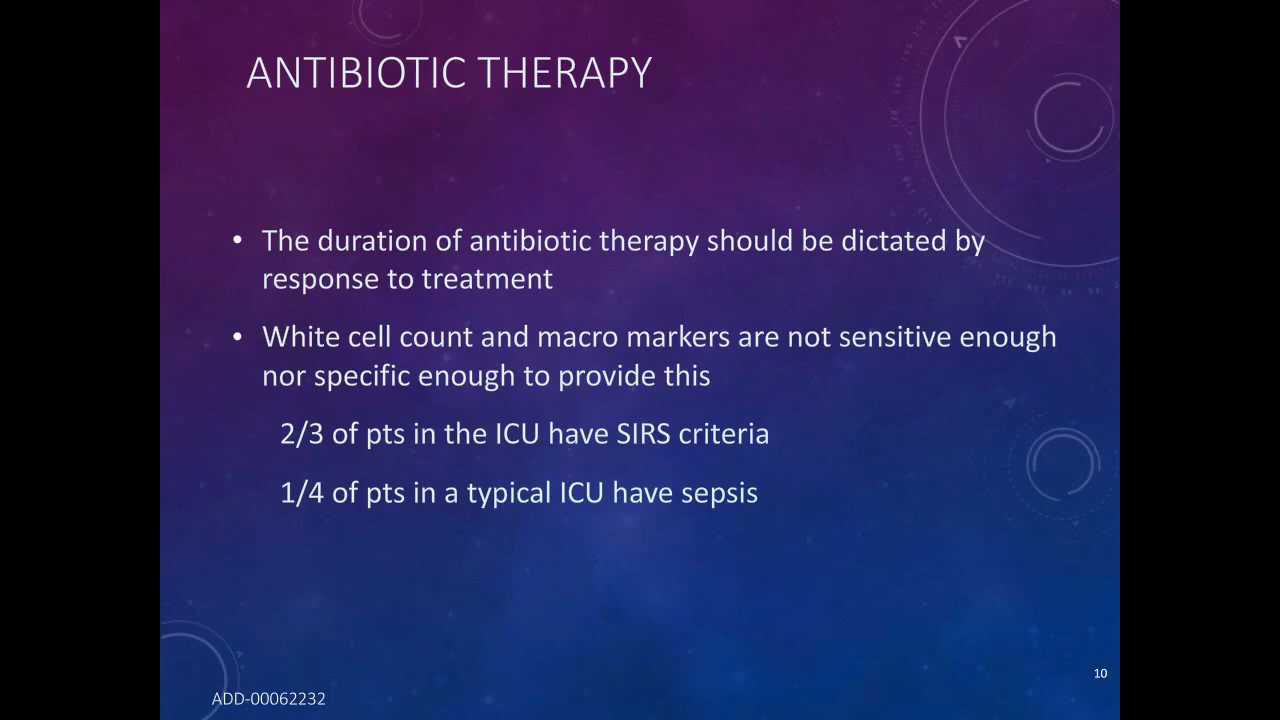 ANTIBIOTIC THERAPY
• The duration of antibiotic therapy should be dictated by
response to treatment
• White cell count and macro markers are not sensitive enough
nor specific enough to provide this
2/3 of pts in the ICU have SIRS criteria
1/4 of pts in a typical ICU have sepsis
10
ADD-00062232